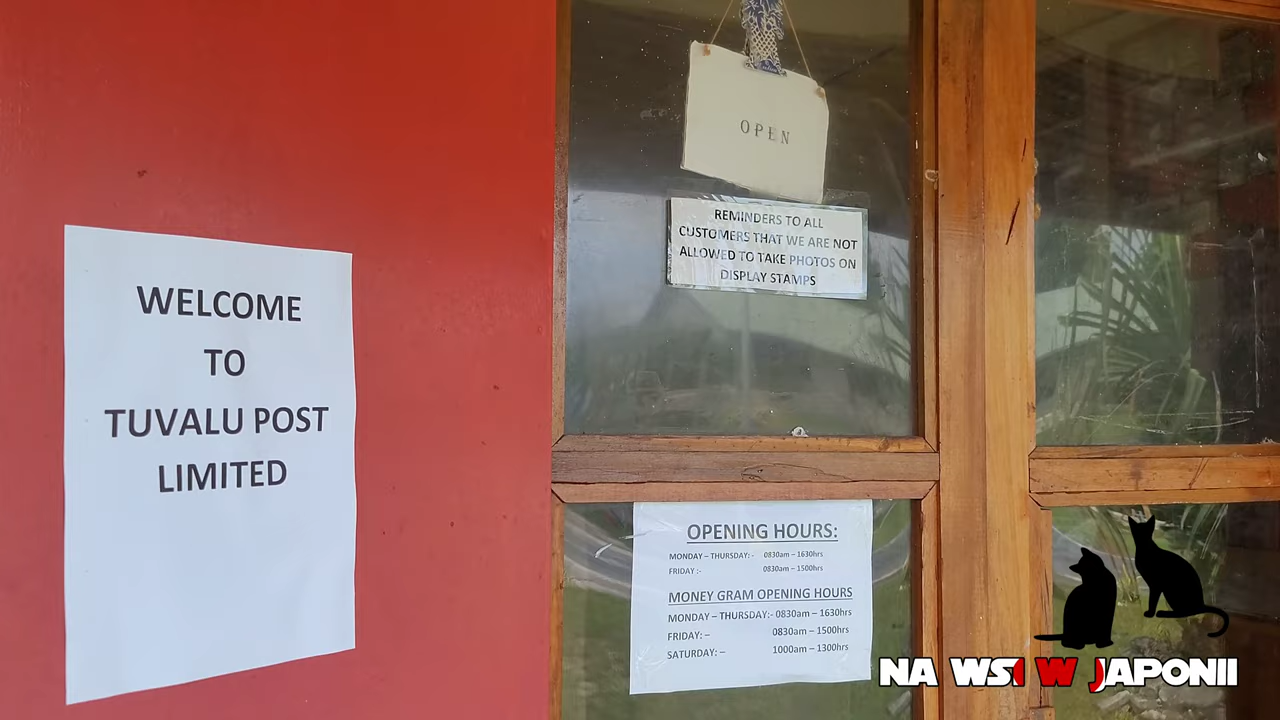 WELCOME
TO
TUVALU POST
LIMITED
OPEN
REMINDERS TO ALL
CUSTOMERS THAT WE ARE NOT
ALLOWED TO TAKE PHOTOS ON
DISPLAY STAMPS
OPENING HOURS:
MONDAY – THURSDAY: - 0830am – 1630hrs
FRIDAY :- 0830am – 1500hrs
MONEY GRAM OPENING HOURS
MONDAY – THURSDAY:- 0830am – 1630hrs
FRIDAY: – 0830am – 1500hrs
SATURDAY: – 1000am – 1300hrs
NA WSI W JAPONII